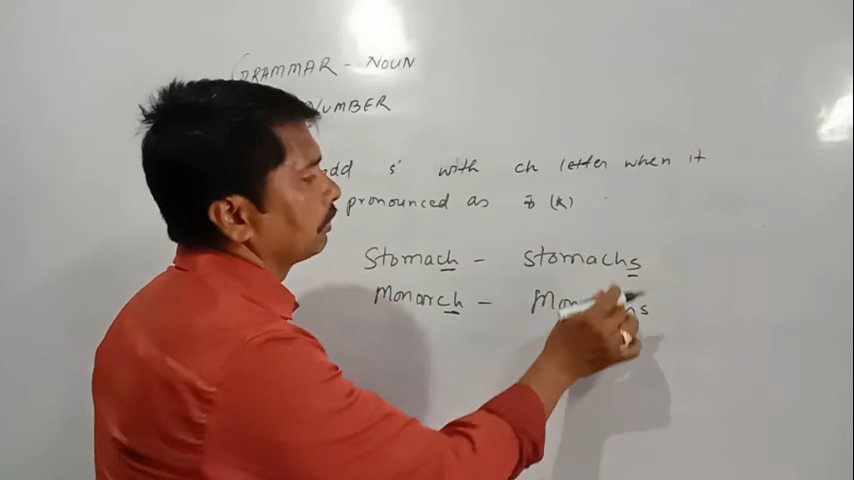 GRAMMAR - NOUN
NUMBER
add s' with ch letter when it
pronounced as (k)
Stomach - stomachs
Monarch -